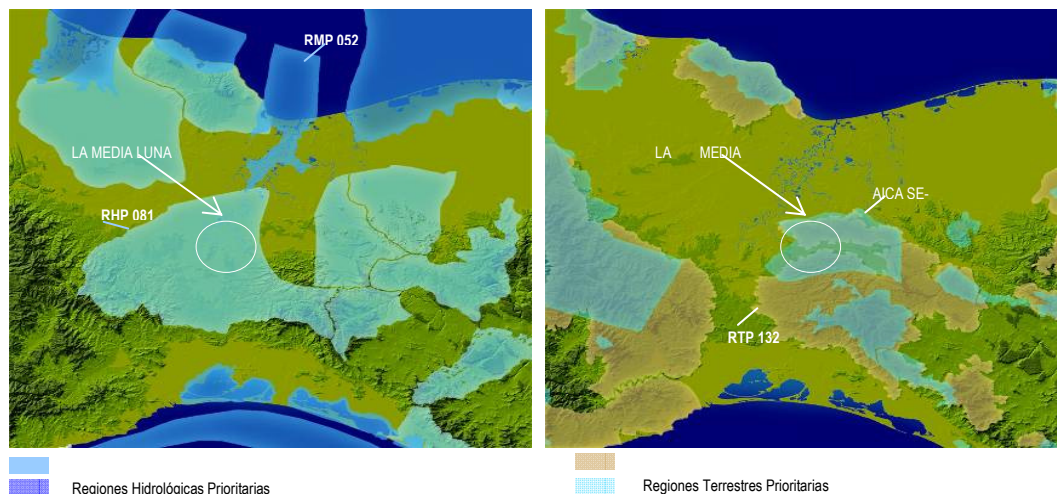 RMP 052
LA MEDIA LUNA
RHP 081
LA MEDIA
AICA SE-
RTP 132
Regiones Hidrológicas Prioritarias
Regiones Terrestres Prioritarias